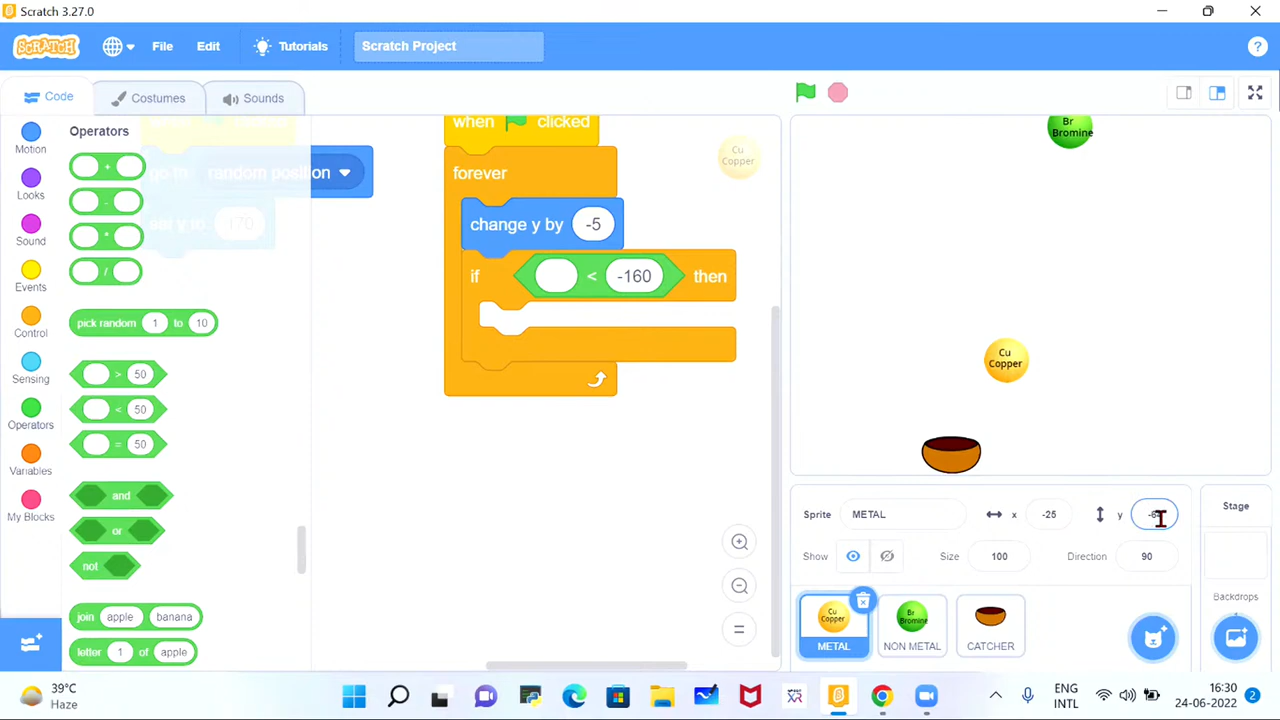 Scratch 3.27.0
SCRATCH File Edit Tutorials Scratch Project ?
Code Costumes Sounds
Motion
Looks
Sound
Events
Control
Sensing
Operators
Variables
My Blocks
Operators
+
-
*
/
pick random 1 to 10
> 50
< 50
= 50
and
or
not
join apple banana
letter 1 of apple
go to random position
set y to 170
when clicked
forever
change y by -5
if < -160 then
Cu
Copper
Br
Bromine
Cu
Copper
Sprite METAL x -25 y
Show Size 100 Direction 90
Cu
Copper
METAL
Br
Bromine
NON METAL
CATCHER
Stage
Backdrops
39°C
Haze
ENG
INTL
16:30
24-06-2022
2